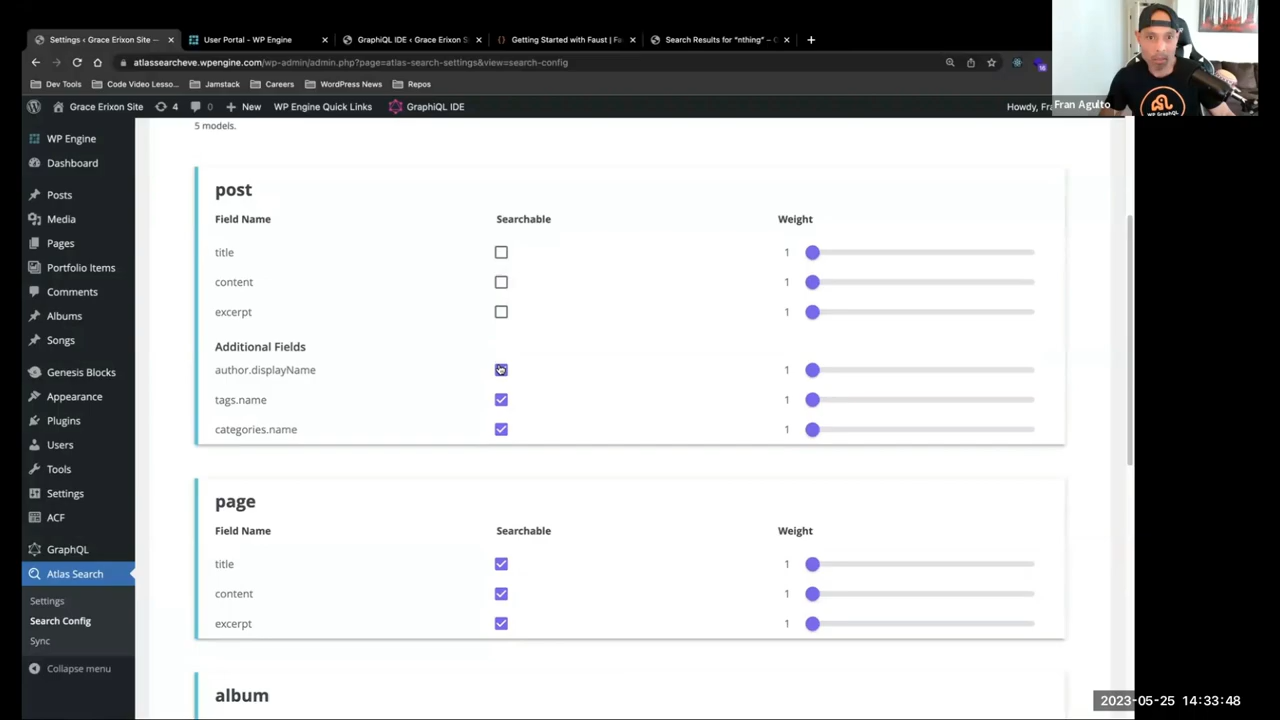 Settings ‹ Grace Erixon Site —
User Portal - WP Engine
GraphiQL IDE ‹ Grace Erixon S
Getting Started with Faust | Fa
Search Results for “nthing” –
atlassearcheve.wpengine.com/wp-admin/admin.php?page=atlas-search-settings&view=search-config
Dev Tools
Code Video Lesso...
Jamstack
Careers
WordPress News
Repos
Grace Erixon Site
4
0
New
WP Engine Quick Links
GraphiQL IDE
Howdy, Fr
Fran Agulto
WP GraphQL
WP Engine
Dashboard
Posts
Media
Pages
Portfolio Items
Comments
Albums
Songs
Genesis Blocks
Appearance
Plugins
Users
Tools
Settings
ACF
GraphQL
Atlas Search
Settings
Search Config
Sync
Collapse menu
5 models.
post
Field Name Searchable Weight
title 1
content 1
excerpt 1
Additional Fields
author.displayName 1
tags.name 1
categories.name 1
page
Field Name Searchable Weight
title 1
content 1
excerpt 1
album
2023-05-25 14:33:48